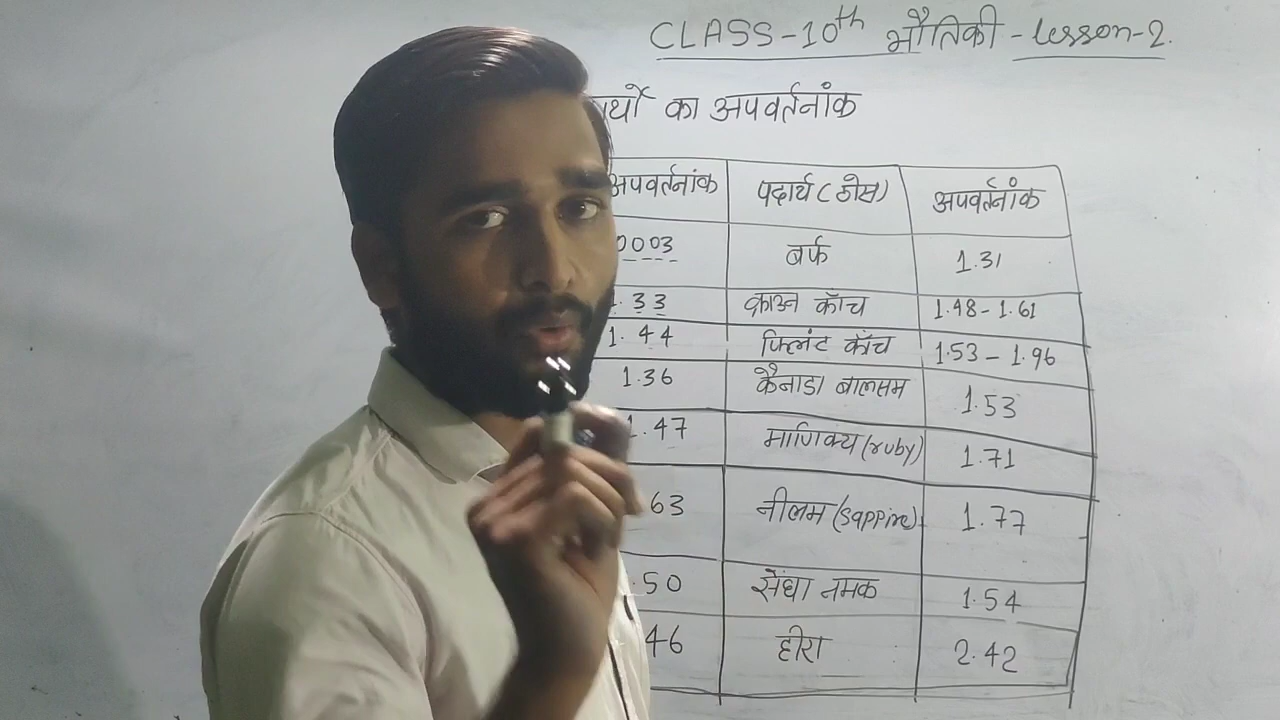 CLASS-10th भौतिकी - lesson-2.
र्थों का अपवर्तनांक
अपवर्तनांक पदार्थ (ठोस) अपवर्तनांक
0003 बर्फ 1.31
1.33 क्राउन काँच 1.48-1.61
1.44 फ्लिंट काँच 1.53-1.96
1.36 कैनाडा बालसम 1.53
1.47 माणिक्य (ruby) 1.71
63 नीलम (sappire) 1.77
.50 सेंधा नमक 1.54
46 हीरा 2.42